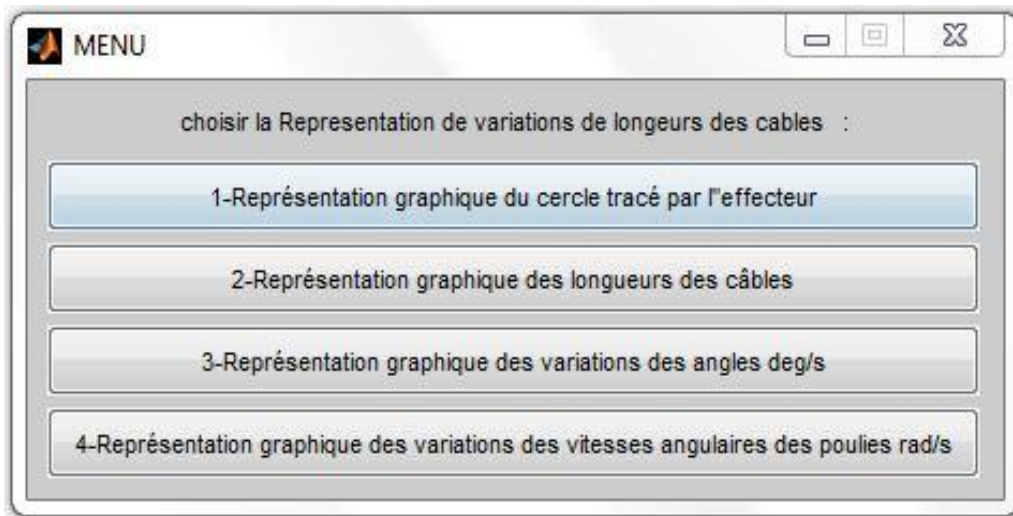 MENU
choisir la Representation de variations de longeurs des cables :
1-Représentation graphique du cercle tracé par l''effecteur
2-Représentation graphique des longueurs des câbles
3-Représentation graphique des variations des angles deg/s
4-Représentation graphique des variations des vitesses angulaires des poulies rad/s